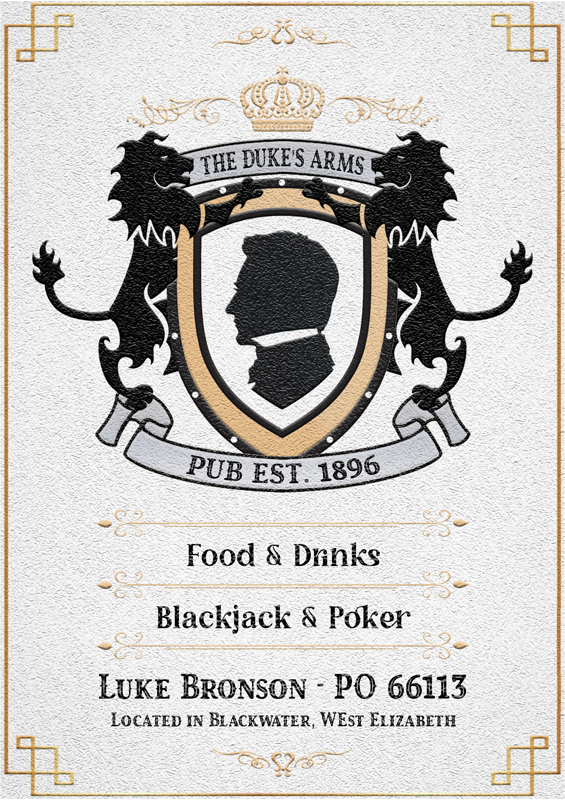 THE DUKE'S ARMS
PUB EST. 1896
Food & Drinks
Blackjack & Poker
LUKE BRONSON - PO 66113
LOCATED IN BLACKWATER, WEST ELIZABETH